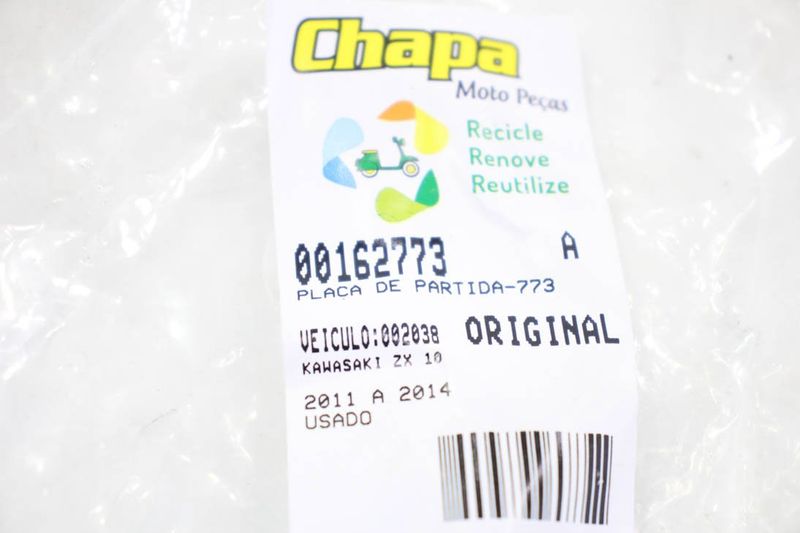 Chapa
Moto Peças
Recicle
Renove
Reutilize
00162773 A
PLACA DE PARTIDA-773
VEICULO:002038 ORIGINAL
KAWASAKI ZX 10
2011 A 2014
USADO